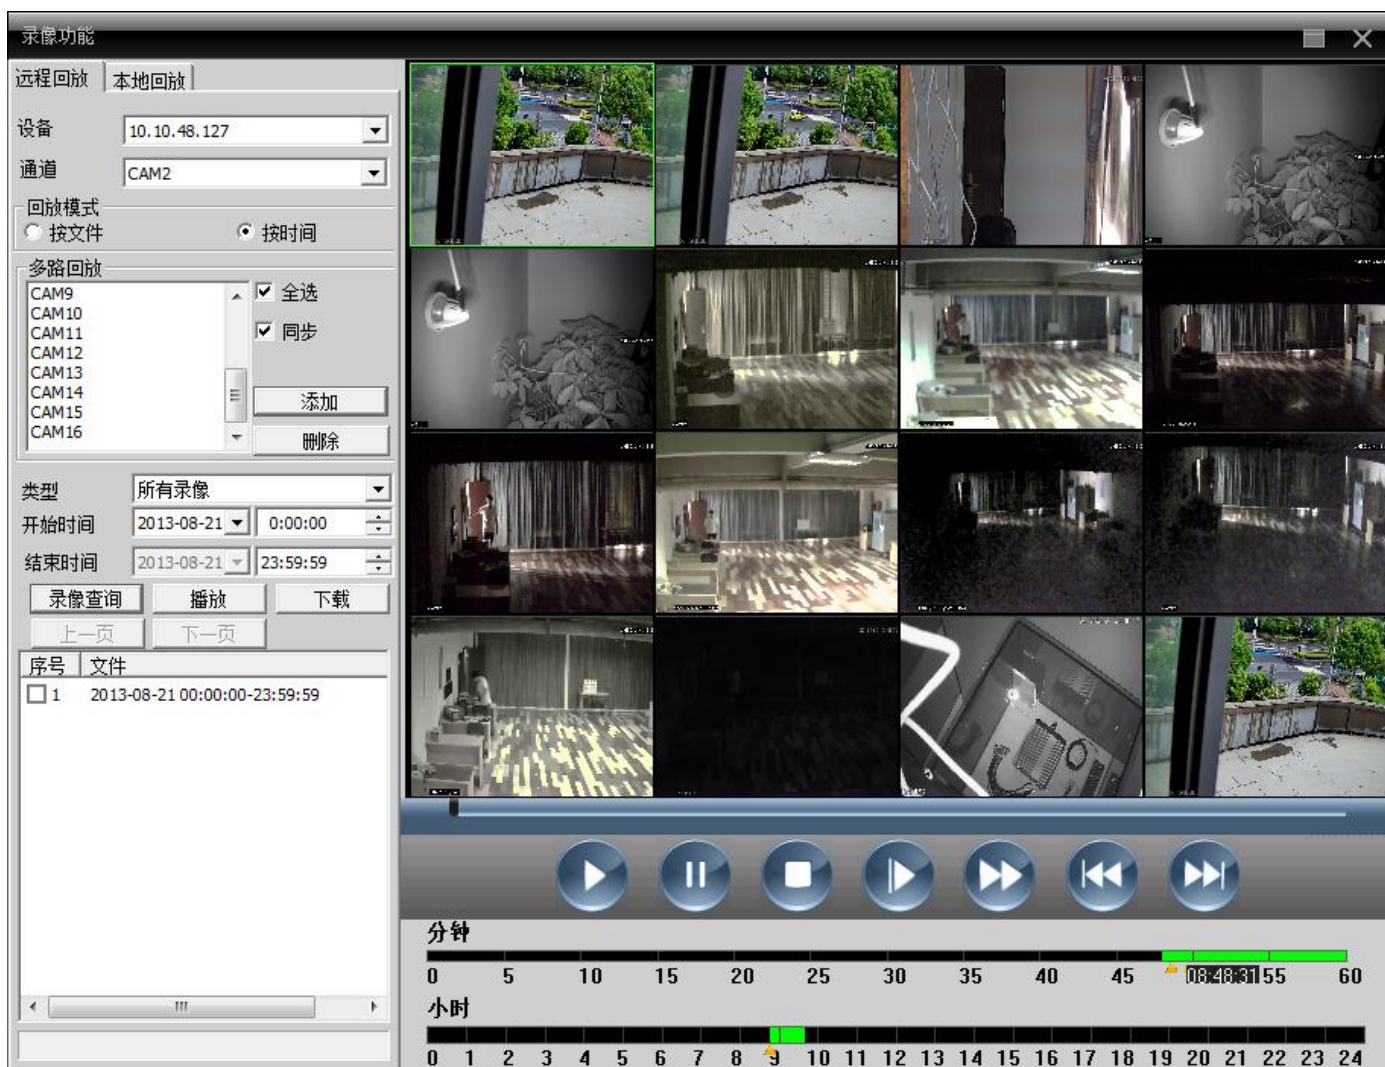 录像功能
远程回放 本地回放
设备 10.10.48.127
通道 CAM2
回放模式
按文件 按时间
多路回放
CAM9
CAM10
CAM11
CAM12
CAM13
CAM14
CAM15
CAM16
全选
同步
添加
删除
类型 所有录像
开始时间 2013-08-21 0:00:00
结束时间 2013-08-21 23:59:59
录像查询 播放 下载
上一页 下一页
序号 文件
1 2013-08-21 00:00:00-23:59:59
分钟
0 5 10 15 20 25 30 35 40 45 08:48:31 55 60
小时
0 1 2 3 4 5 6 7 8 9 10 11 12 13 14 15 16 17 18 19 20 21 22 23 24